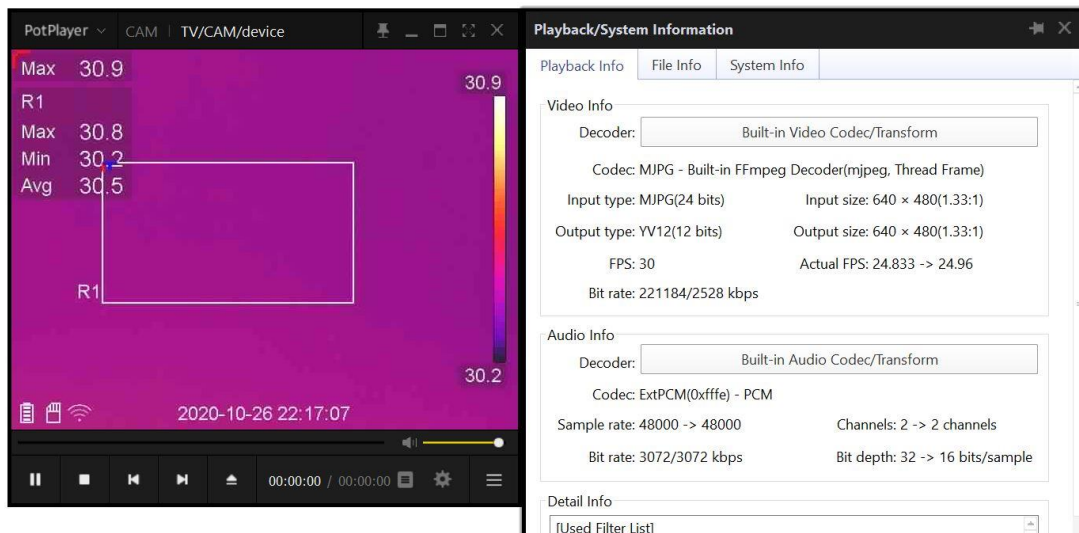 PotPlayer CAM TV/CAM/device
Max 30.9
30.9
R1
Max 30.8
Min 30.2
Avg 30.5
R1
30.2
2020-10-26 22:17:07
00:00:00 / 00:00:00
Playback/System Information
Playback Info File Info System Info
Video Info
Decoder: Built-in Video Codec/Transform
Codec: MJPG - Built-in FFmpeg Decoder(mjpeg, Thread Frame)
Input type: MJPG(24 bits) Input size: 640 × 480(1.33:1)
Output type: YV12(12 bits) Output size: 640 × 480(1.33:1)
FPS: 30 Actual FPS: 24.833 -> 24.96
Bit rate: 221184/2528 kbps
Audio Info
Decoder: Built-in Audio Codec/Transform
Codec: ExtPCM(0xfffe) - PCM
Sample rate: 48000 -> 48000 Channels: 2 -> 2 channels
Bit rate: 3072/3072 kbps Bit depth: 32 -> 16 bits/sample
Detail Info
[Used Filter List]